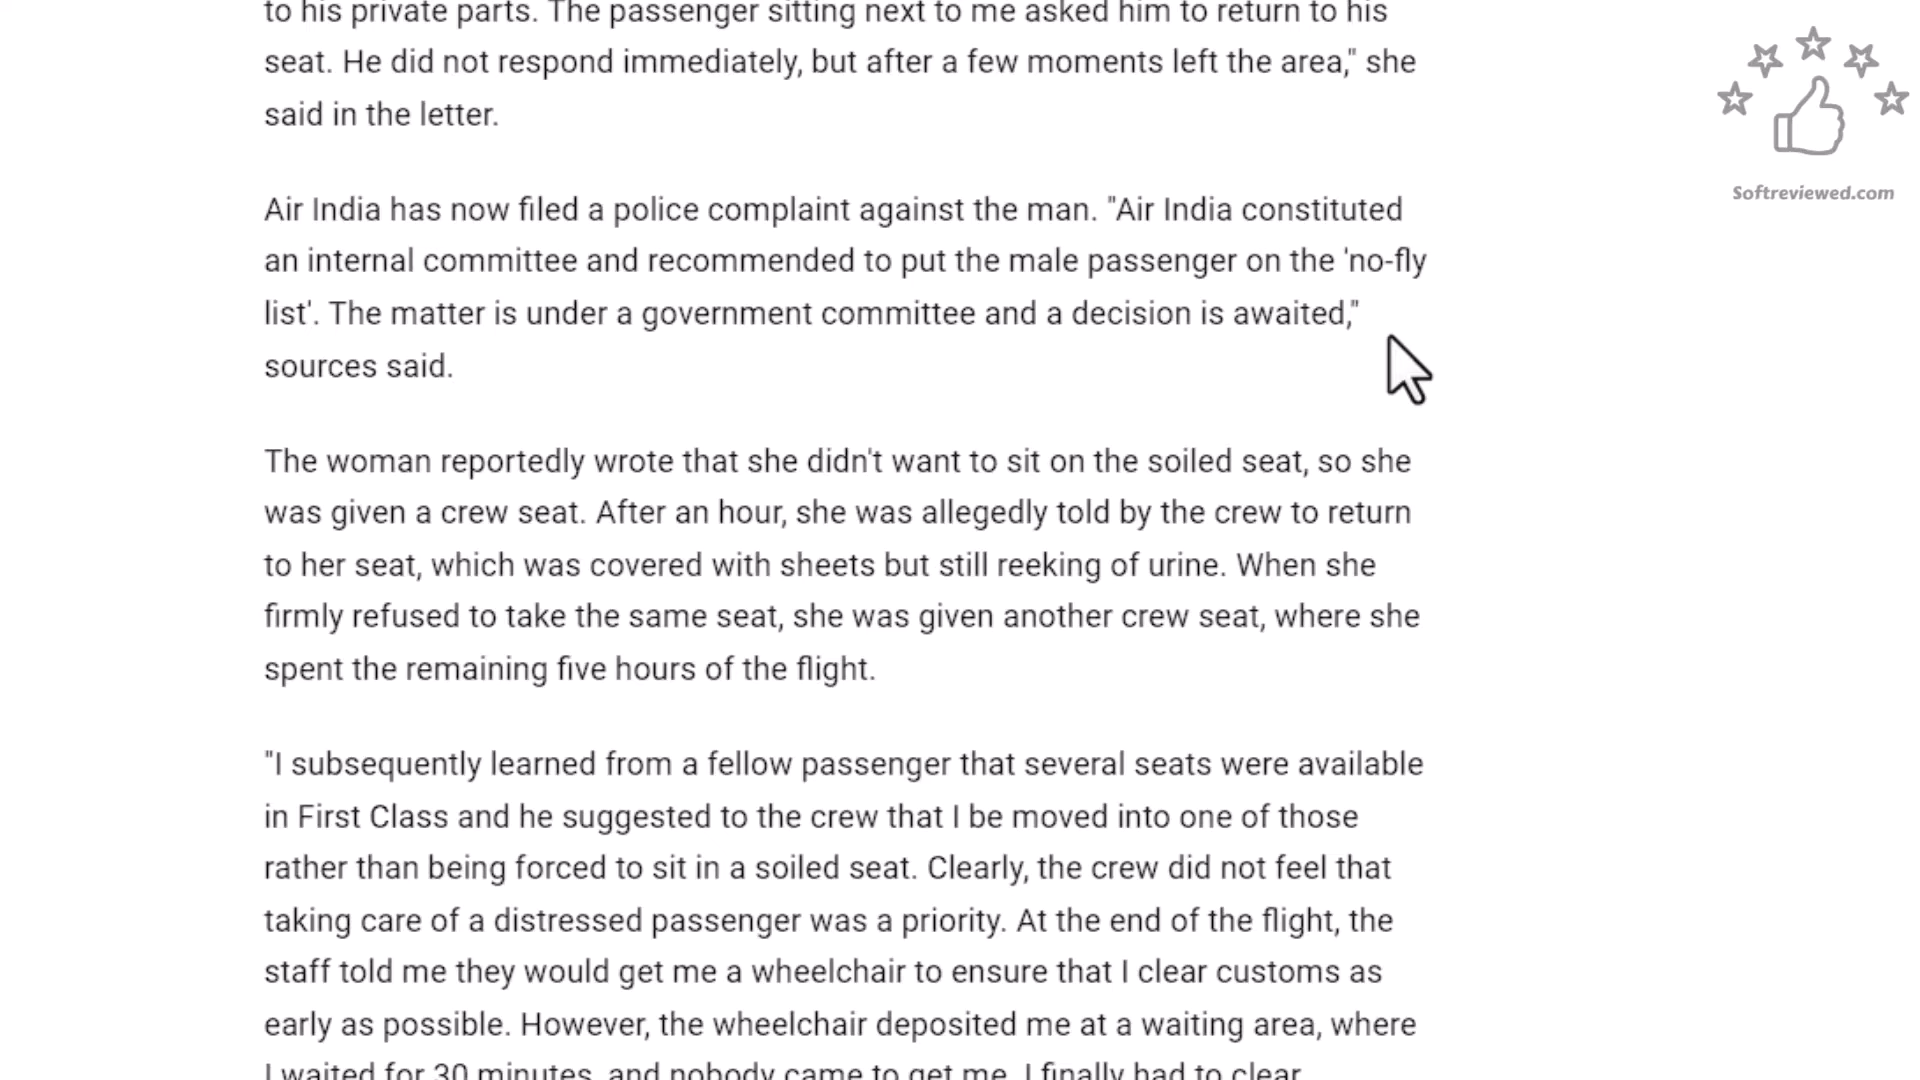 to his private parts. The passenger sitting next to me asked him to return to his
seat. He did not respond immediately, but after a few moments left the area," she
said in the letter.
Softreviewed.com
Air India has now filed a police complaint against the man. "Air India constituted
an internal committee and recommended to put the male passenger on the 'no-fly
list'. The matter is under a government committee and a decision is awaited,"
sources said.
The woman reportedly wrote that she didn't want to sit on the soiled seat, so she
was given a crew seat. After an hour, she was allegedly told by the crew to return
to her seat, which was covered with sheets but still reeking of urine. When she
firmly refused to take the same seat, she was given another crew seat, where she
spent the remaining five hours of the flight.
"I subsequently learned from a fellow passenger that several seats were available
in First Class and he suggested to the crew that I be moved into one of those
rather than being forced to sit in a soiled seat. Clearly, the crew did not feel that
taking care of a distressed passenger was a priority. At the end of the flight, the
staff told me they would get me a wheelchair to ensure that I clear customs as
early as possible. However, the wheelchair deposited me at a waiting area, where
I waited for 30 minutes, and nobody came to get me. I finally had to clear